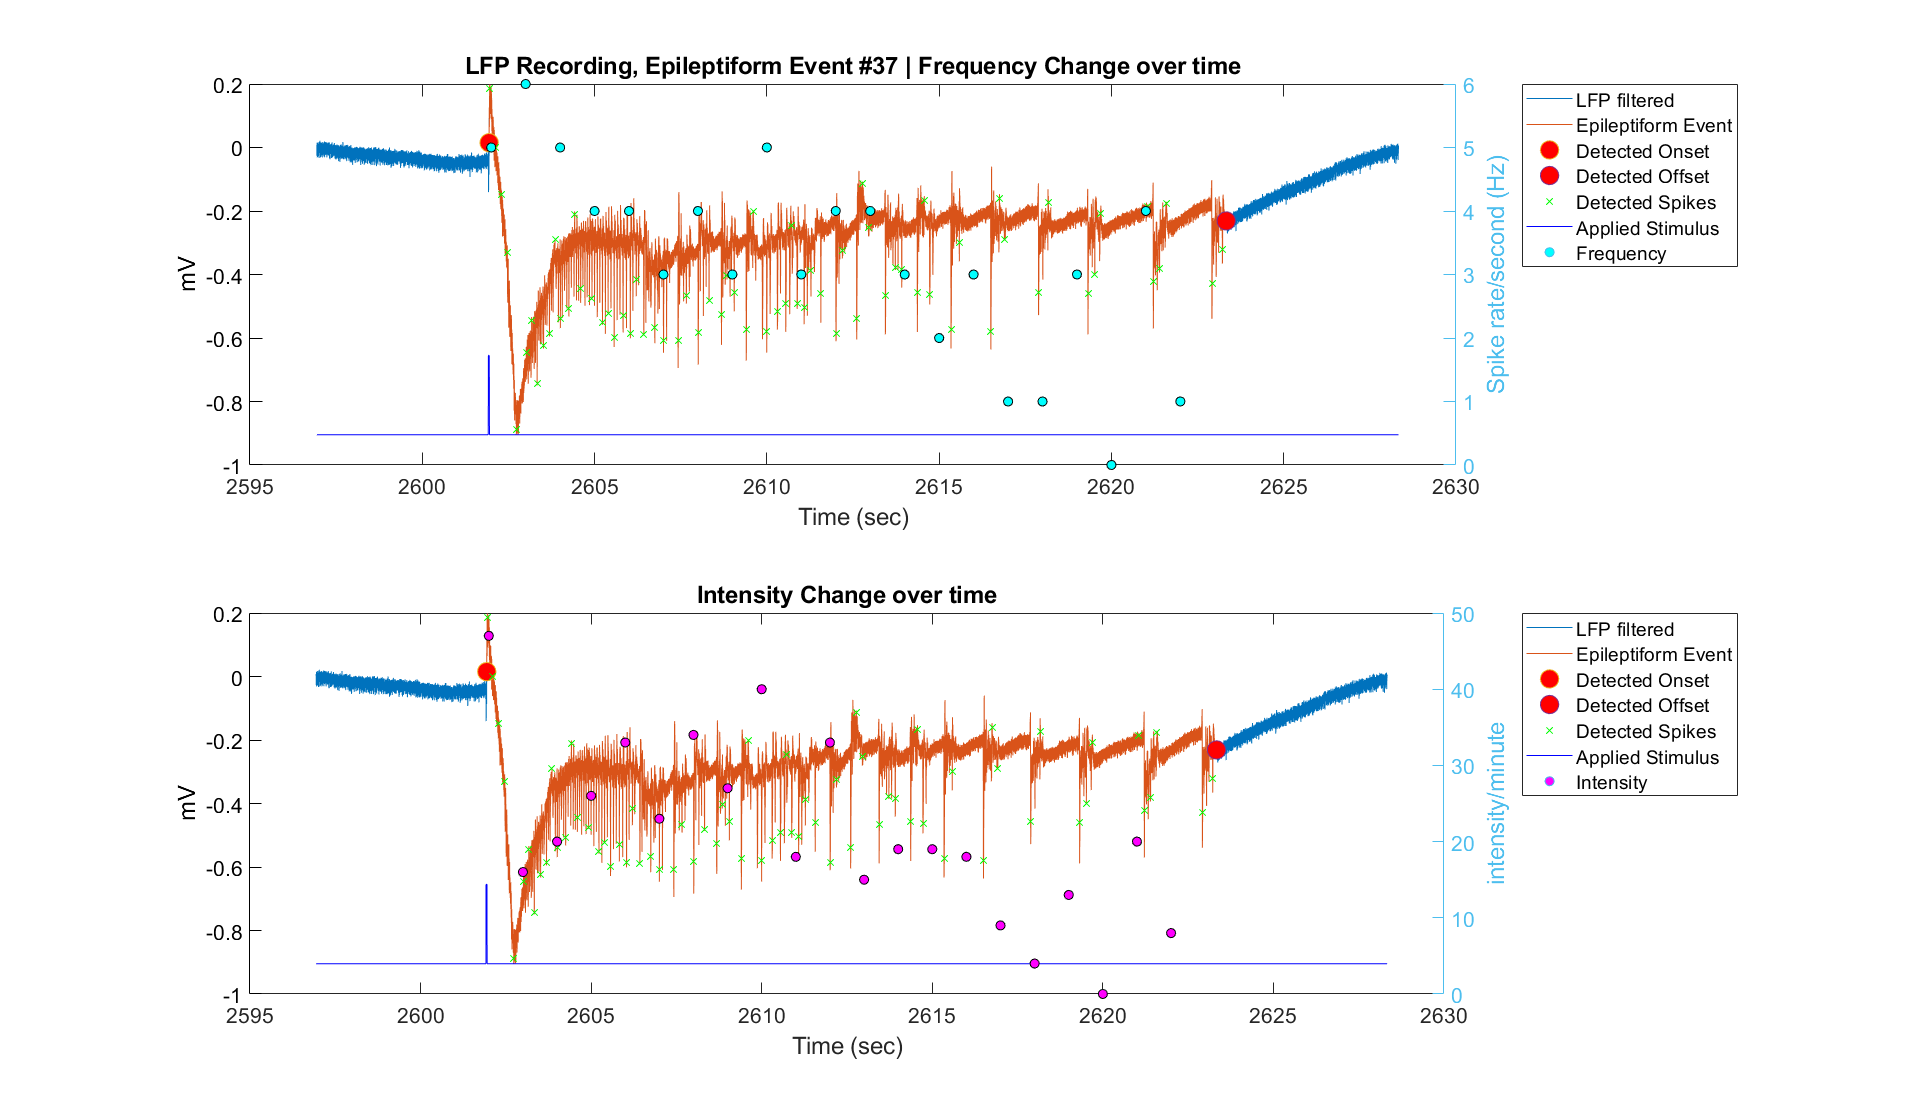 LFP Recording, Epileptiform Event #37 | Frequency Change over time
0.2
0
-0.2
-0.4
-0.6
-0.8
-1
mV
2595
2600
2605
2610
2615
2620
2625
2630
Time (sec)
6
5
4
3
2
1
0
Spike rate/second (Hz)
LFP filtered
Epileptiform Event
Detected Onset
Detected Offset
Detected Spikes
Applied Stimulus
Frequency
Intensity Change over time
0.2
0
-0.2
-0.4
-0.6
-0.8
-1
mV
2595
2600
2605
2610
2615
2620
2625
2630
Time (sec)
50
40
30
20
10
0
intensity/minute
LFP filtered
Epileptiform Event
Detected Onset
Detected Offset
Detected Spikes
Applied Stimulus
Intensity